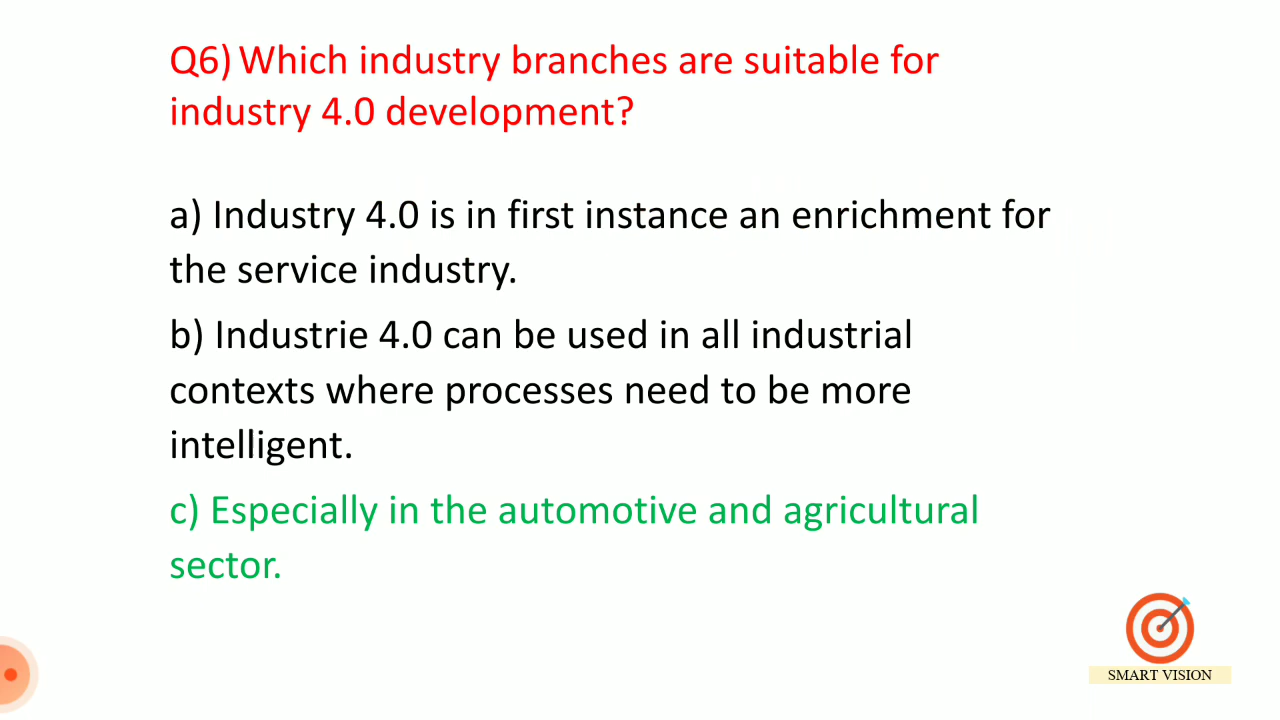 Q6) Which industry branches are suitable for
industry 4.0 development?
a) Industry 4.0 is in first instance an enrichment for
the service industry.
b) Industrie 4.0 can be used in all industrial
contexts where processes need to be more
intelligent.
c) Especially in the automotive and agricultural
sector.
SMART VISION